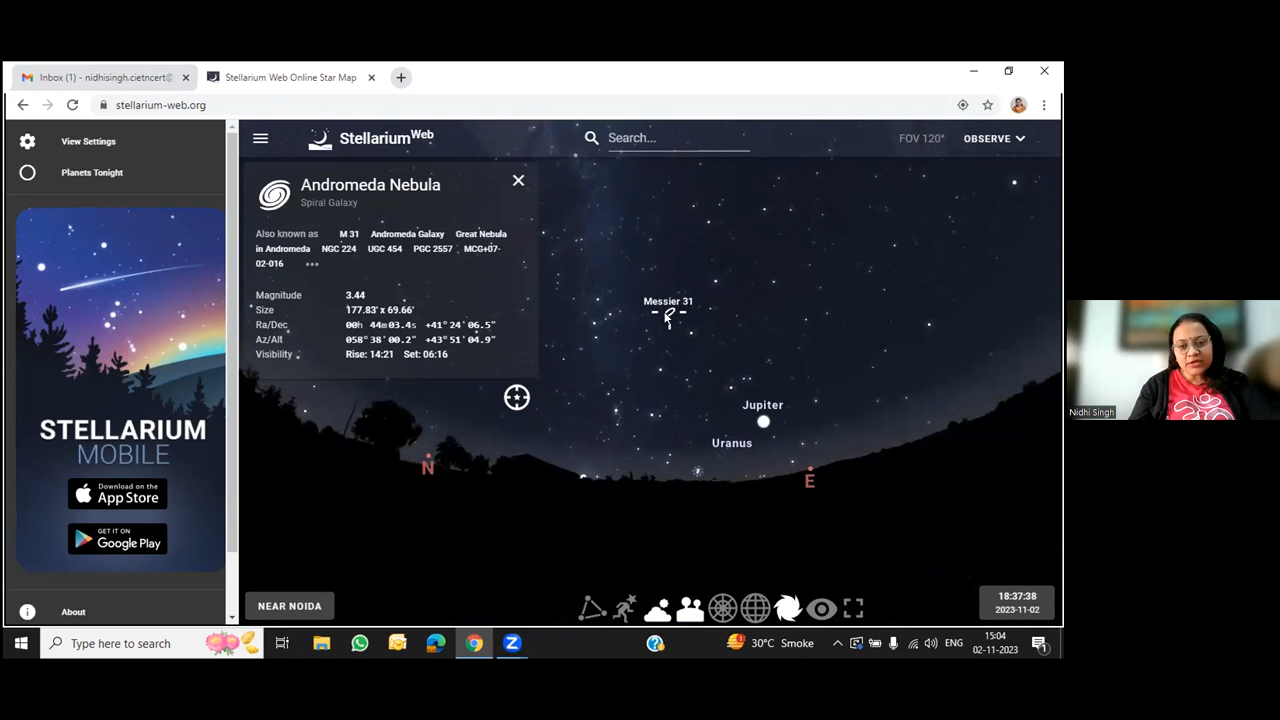 Inbox (1) - nidhisingh.cietncert@
Stellarium Web Online Star Map
stellarium-web.org
View Settings
Planets Tonight
STELLARIUM
MOBILE
Download on the
App Store
GET IT ON
Google Play
About
StellariumWeb
Search...
FOV 120°
OBSERVE
Andromeda Nebula
Spiral Galaxy
Also known as M 31 Andromeda Galaxy Great Nebula
in Andromeda NGC 224 UGC 454 PGC 2557 MCG+07-
02-016 •••
Magnitude 3.44
Size 177.83' x 69.66'
Ra/Dec 00h 44m03.4s +41°24'06.5"
Az/Alt 058°38'00.2" +43°51'04.9"
Visibility Rise: 14:21 Set: 06:16
Messier 31
Jupiter
Uranus
N
E
NEAR NOIDA
18:37:38
2023-11-02
Nidhi Singh
Type here to search
30°C Smoke
ENG
15:04
02-11-2023
1